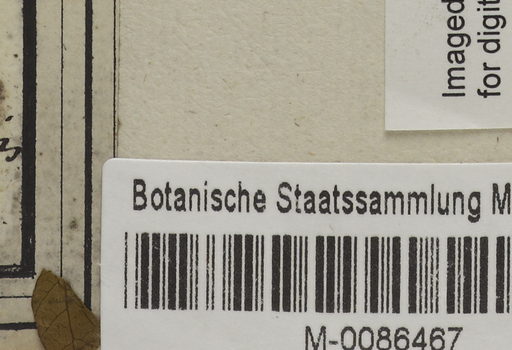 Imaged
for digit
Botanische Staatssammlung M
M-0086467